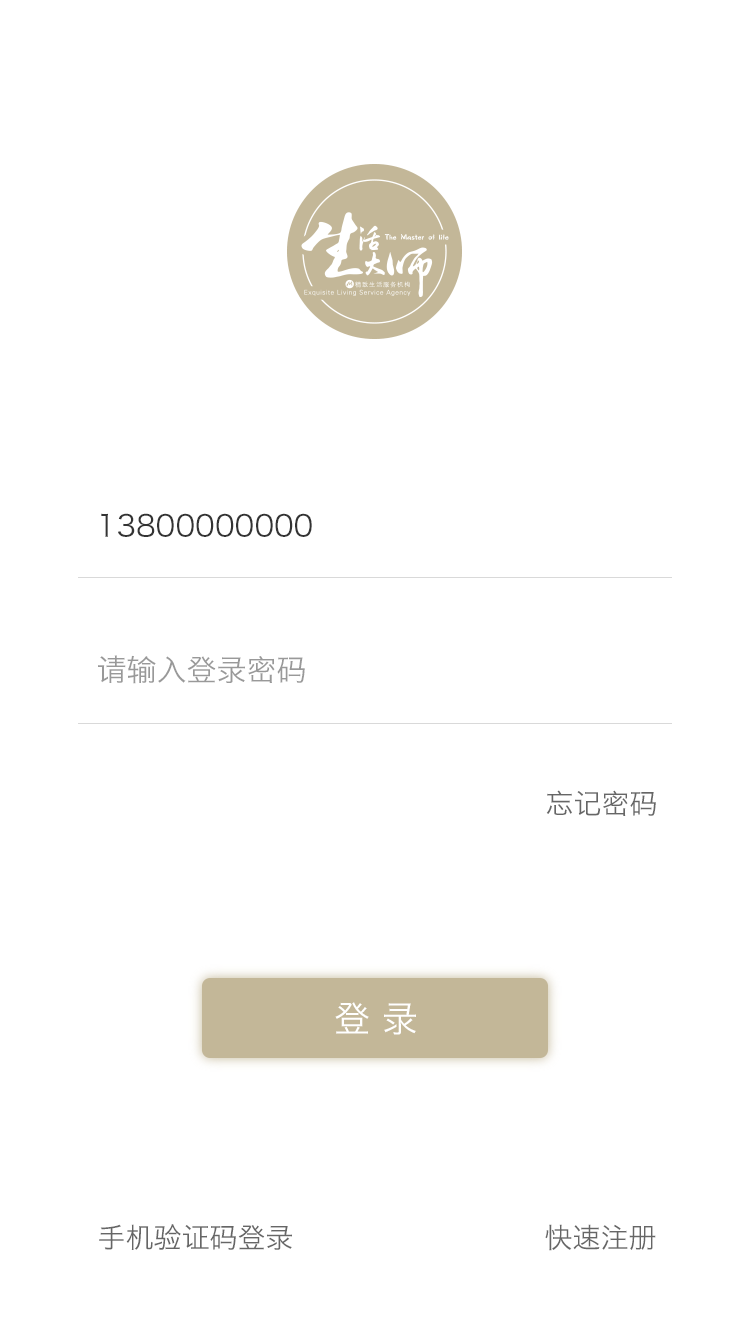 生活大师
The Master of life
精致生活服务机构
Exquisite Living Service Agency
13800000000
请输入登录密码
忘记密码
登录
手机验证码登录 快速注册